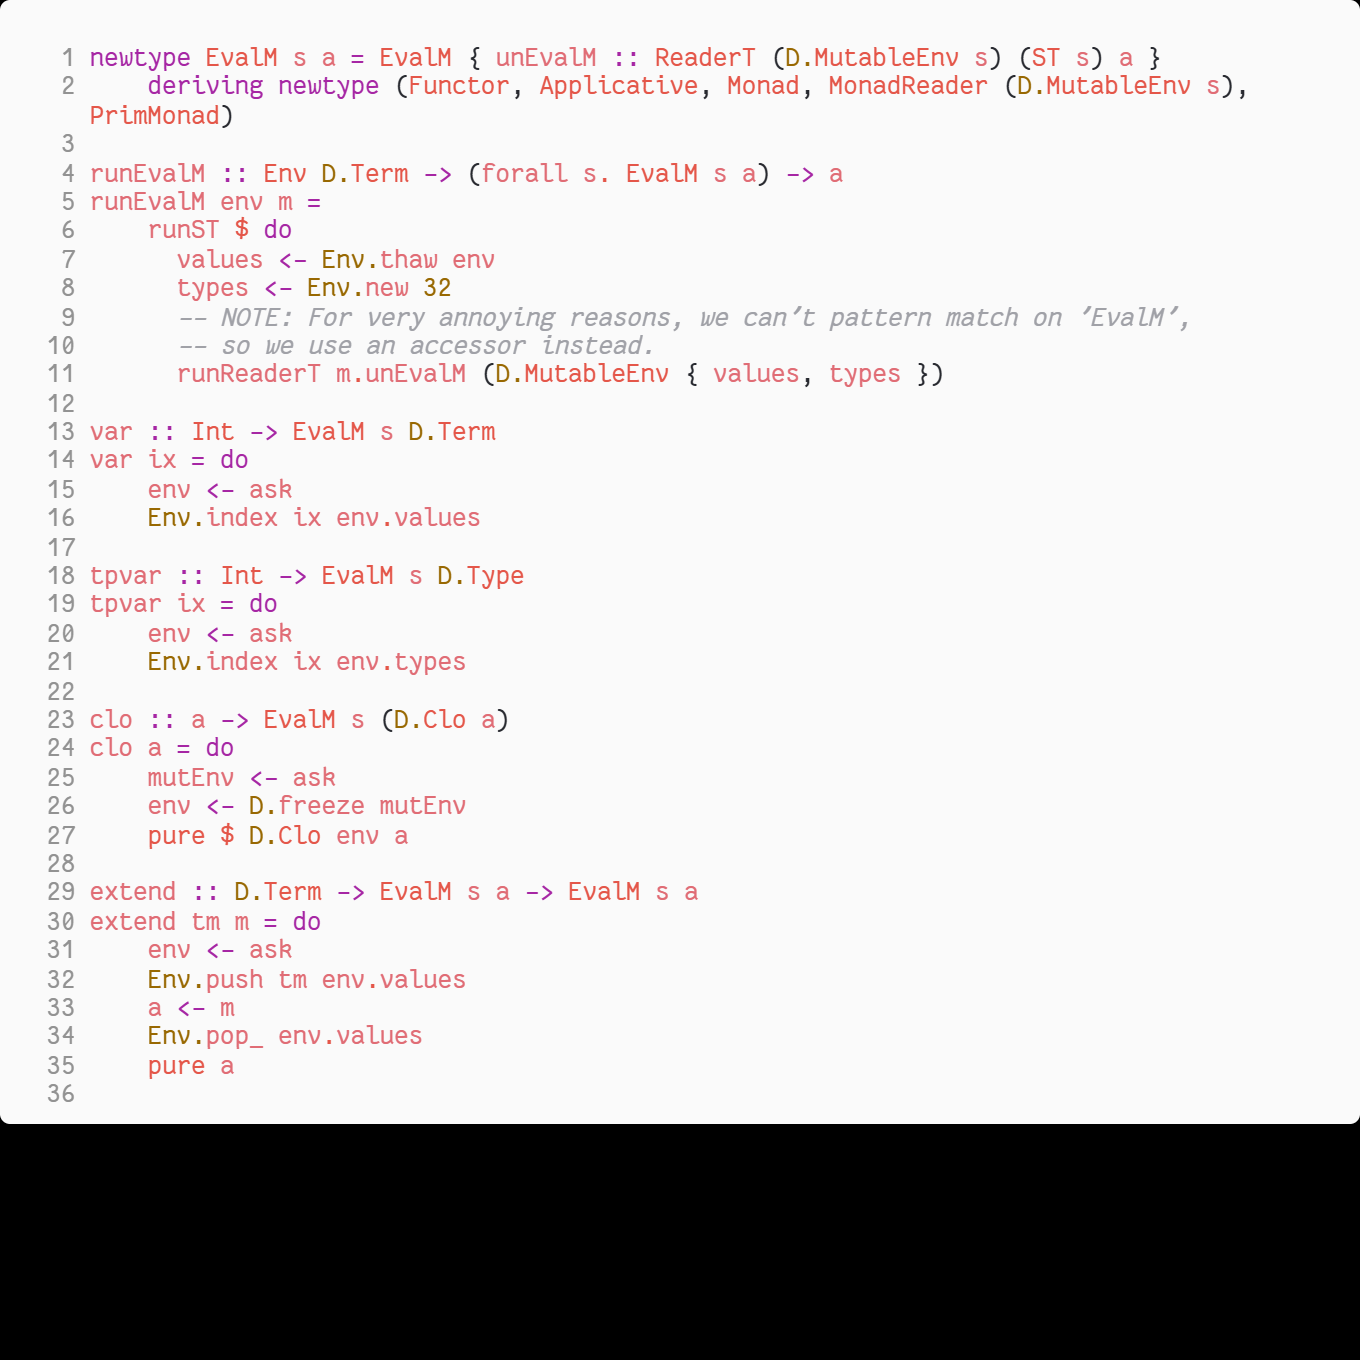 1 newtype EvalM s a = EvalM { unEvalM :: ReaderT (D.MutableEnv s) (ST s) a }
2     deriving newtype (Functor, Applicative, Monad, MonadReader (D.MutableEnv s),
PrimMonad)
3
4 runEvalM :: Env D.Term -> (forall s. EvalM s a) -> a
5 runEvalM env m =
6     runST $ do
7       values <- Env.thaw env
8       types <- Env.new 32
9       -- NOTE: For very annoying reasons, we can't pattern match on 'EvalM',
10       -- so we use an accessor instead.
11       runReaderT m.unEvalM (D.MutableEnv { values, types })
12
13 var :: Int -> EvalM s D.Term
14 var ix = do
15     env <- ask
16     Env.index ix env.values
17
18 tpvar :: Int -> EvalM s D.Type
19 tpvar ix = do
20     env <- ask
21     Env.index ix env.types
22
23 clo :: a -> EvalM s (D.Clo a)
24 clo a = do
25     mutEnv <- ask
26     env <- D.freeze mutEnv
27     pure $ D.Clo env a
28
29 extend :: D.Term -> EvalM s a -> EvalM s a
30 extend tm m = do
31     env <- ask
32     Env.push tm env.values
33     a <- m
34     Env.pop_ env.values
35     pure a
36